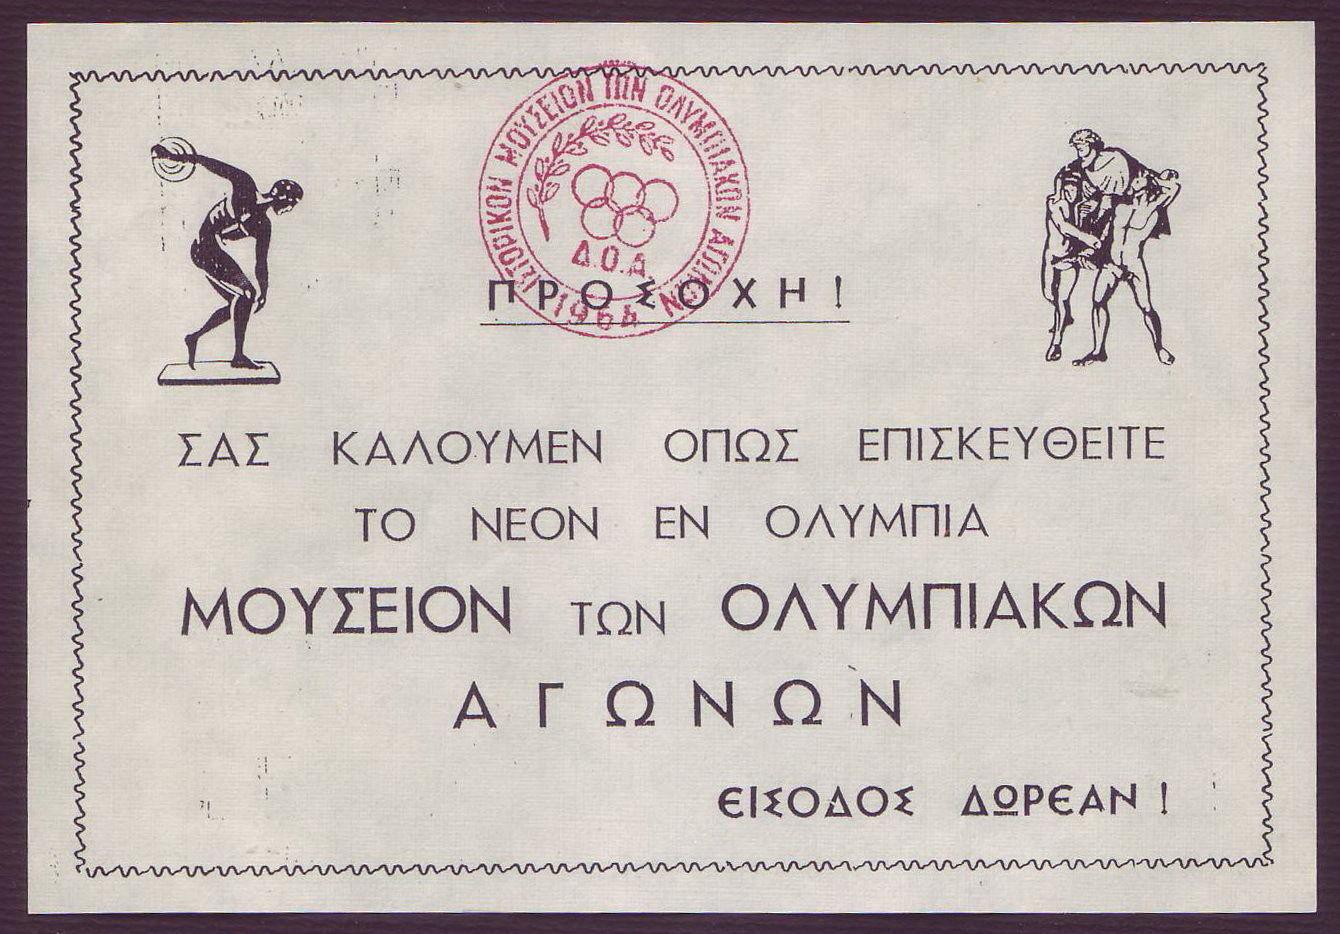 ΙΣΤΟΡΙΚΟΝ ΜΟΥΣΕΙΟΝ ΤΩΝ ΟΛΥΜΠΙΑΚΩΝ ΑΓΩΝΩΝ
Δ.Ο.Α.
1964
ΠΡΟΣΟΧΗ!
ΣΑΣ ΚΑΛΟΥΜΕΝ ΟΠΩΣ ΕΠΙΣΚΕΥΘΕΙΤΕ
ΤΟ ΝΕΟΝ ΕΝ ΟΛΥΜΠΙΑ
ΜΟΥΣΕΙΟΝ ΤΩΝ ΟΛΥΜΠΙΑΚΩΝ
ΑΓΩΝΩΝ
ΕΙΣΟΔΟΣ ΔΩΡΕΑΝ!